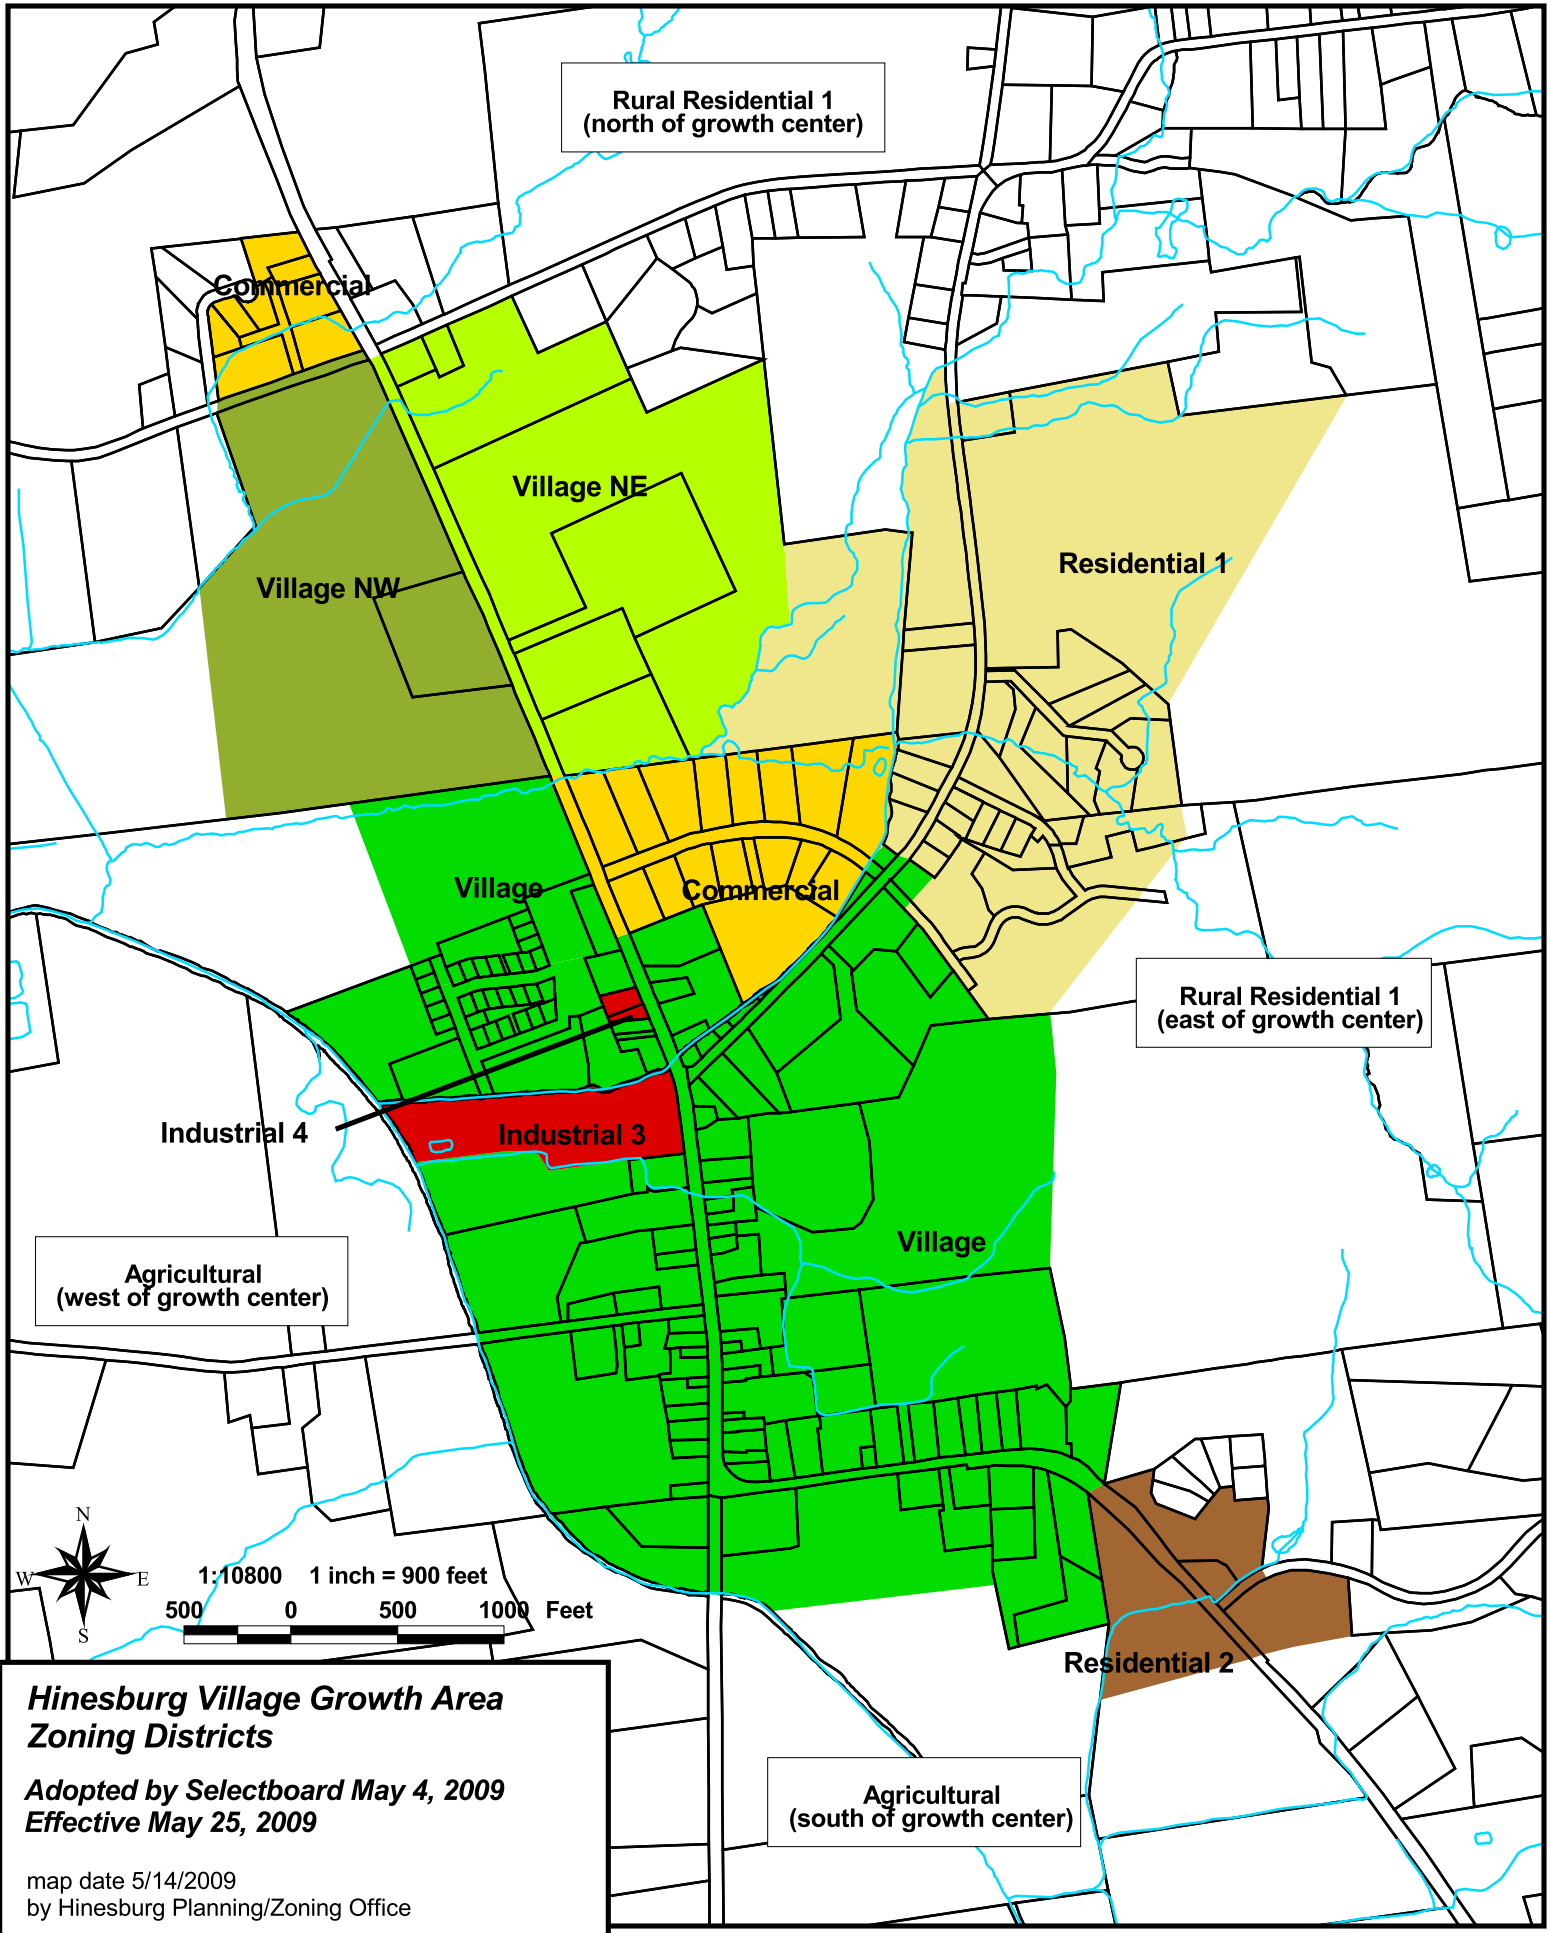 Rural Residential 1
(north of growth center)
Commercial
Village NE
Residential 1
Village NW
Village
Commercial
Rural Residential 1
(east of growth center)
Industrial 4
Industrial 3
Village
Agricultural
(west of growth center)
N
W E
S
1:10800 1 inch = 900 feet
500 0 500 1000 Feet
Residential 2
Hinesburg Village Growth Area
Zoning Districts
Adopted by Selectboard May 4, 2009
Effective May 25, 2009
map date 5/14/2009
by Hinesburg Planning/Zoning Office
Agricultural
(south of growth center)